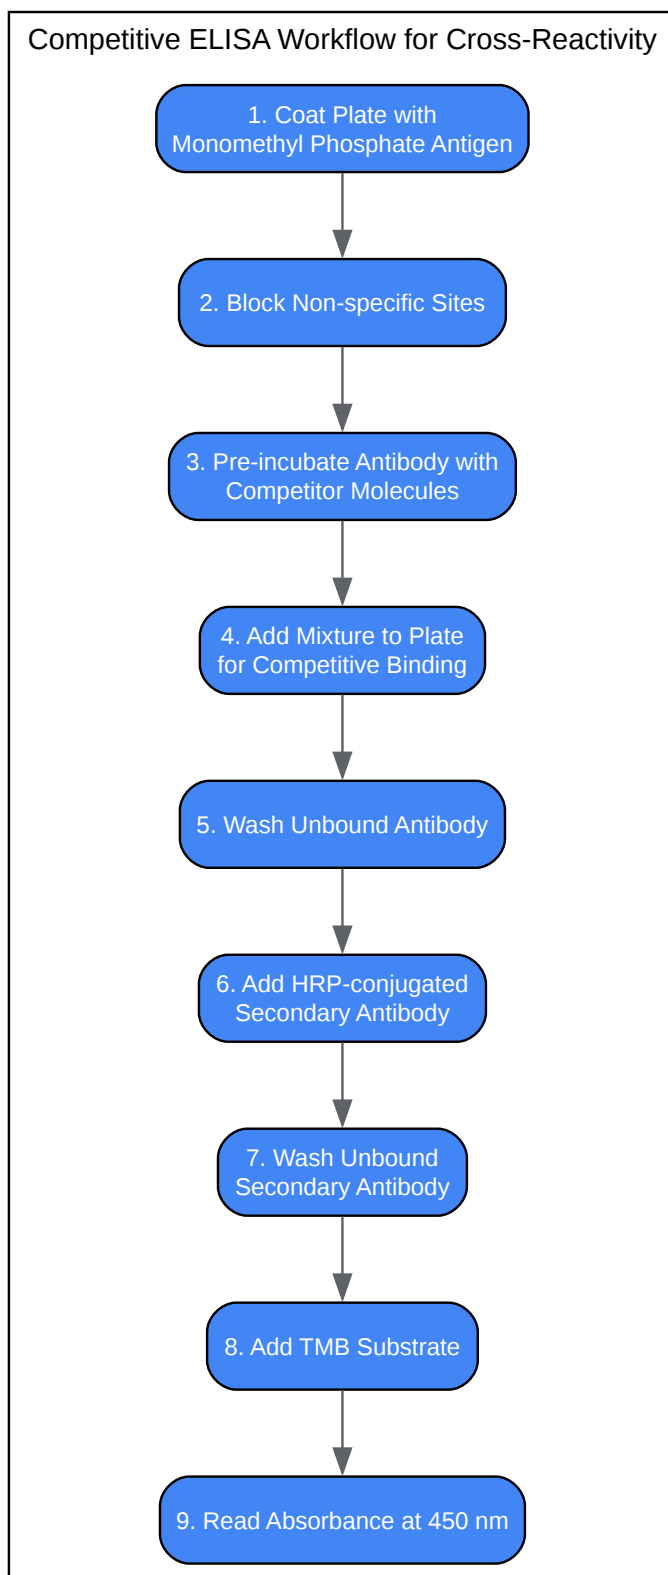 Competitive ELISA Workflow for Cross-Reactivity
1. Coat Plate with
Monomethyl Phosphate Antigen
2. Block Non-specific Sites
3. Pre-incubate Antibody with
Competitor Molecules
4. Add Mixture to Plate
for Competitive Binding
5. Wash Unbound Antibody
6. Add HRP-conjugated
Secondary Antibody
7. Wash Unbound
Secondary Antibody
8. Add TMB Substrate
9. Read Absorbance at 450 nm